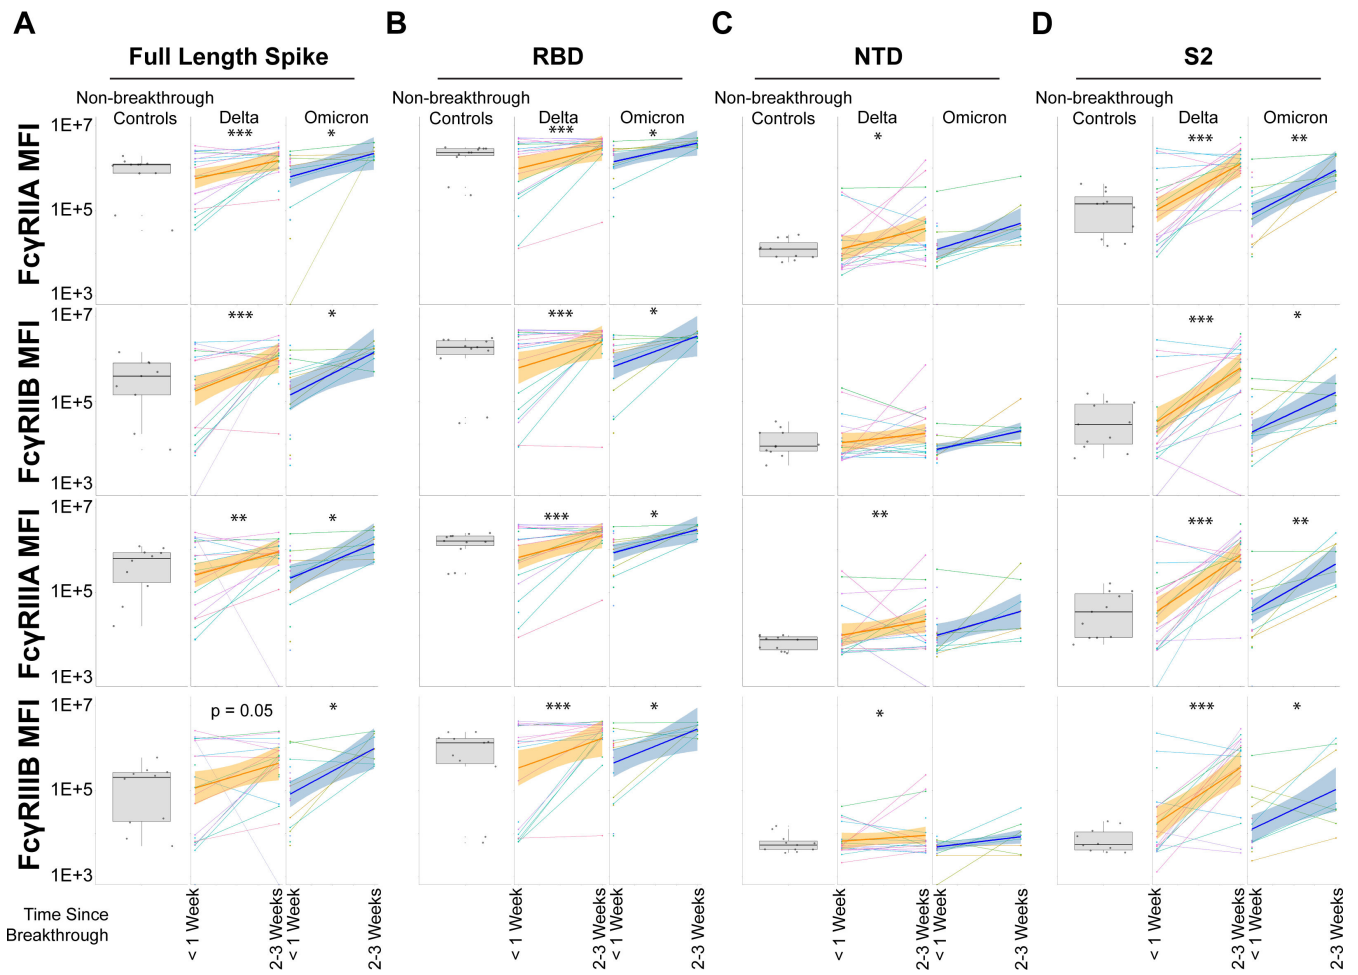 A
B
C
D
Full Length Spike
RBD
NTD
S2
Non-breakthrough
Controls
Delta
Omicron
Non-breakthrough
Controls
Delta
Omicron
Non-breakthrough
Controls
Delta
Omicron
Non-breakthrough
Controls
Delta
Omicron
FcγRIIA MFI
1E+7
1E+5
1E+3
***
*
***
*
*
***
**
FcγRIIB MFI
1E+7
1E+5
1E+3
***
*
***
*
***
*
FcγRIIIA MFI
1E+7
1E+5
1E+3
**
*
***
*
**
***
**
FcγRIIIB MFI
1E+7
1E+5
1E+3
p = 0.05
*
***
*
*
***
*
Time Since
Breakthrough
< 1 Week
2-3 Weeks
< 1 Week
2-3 Weeks
< 1 Week
2-3 Weeks
< 1 Week
2-3 Weeks
< 1 Week
2-3 Weeks
< 1 Week
2-3 Weeks
< 1 Week
2-3 Weeks
< 1 Week
2-3 Weeks